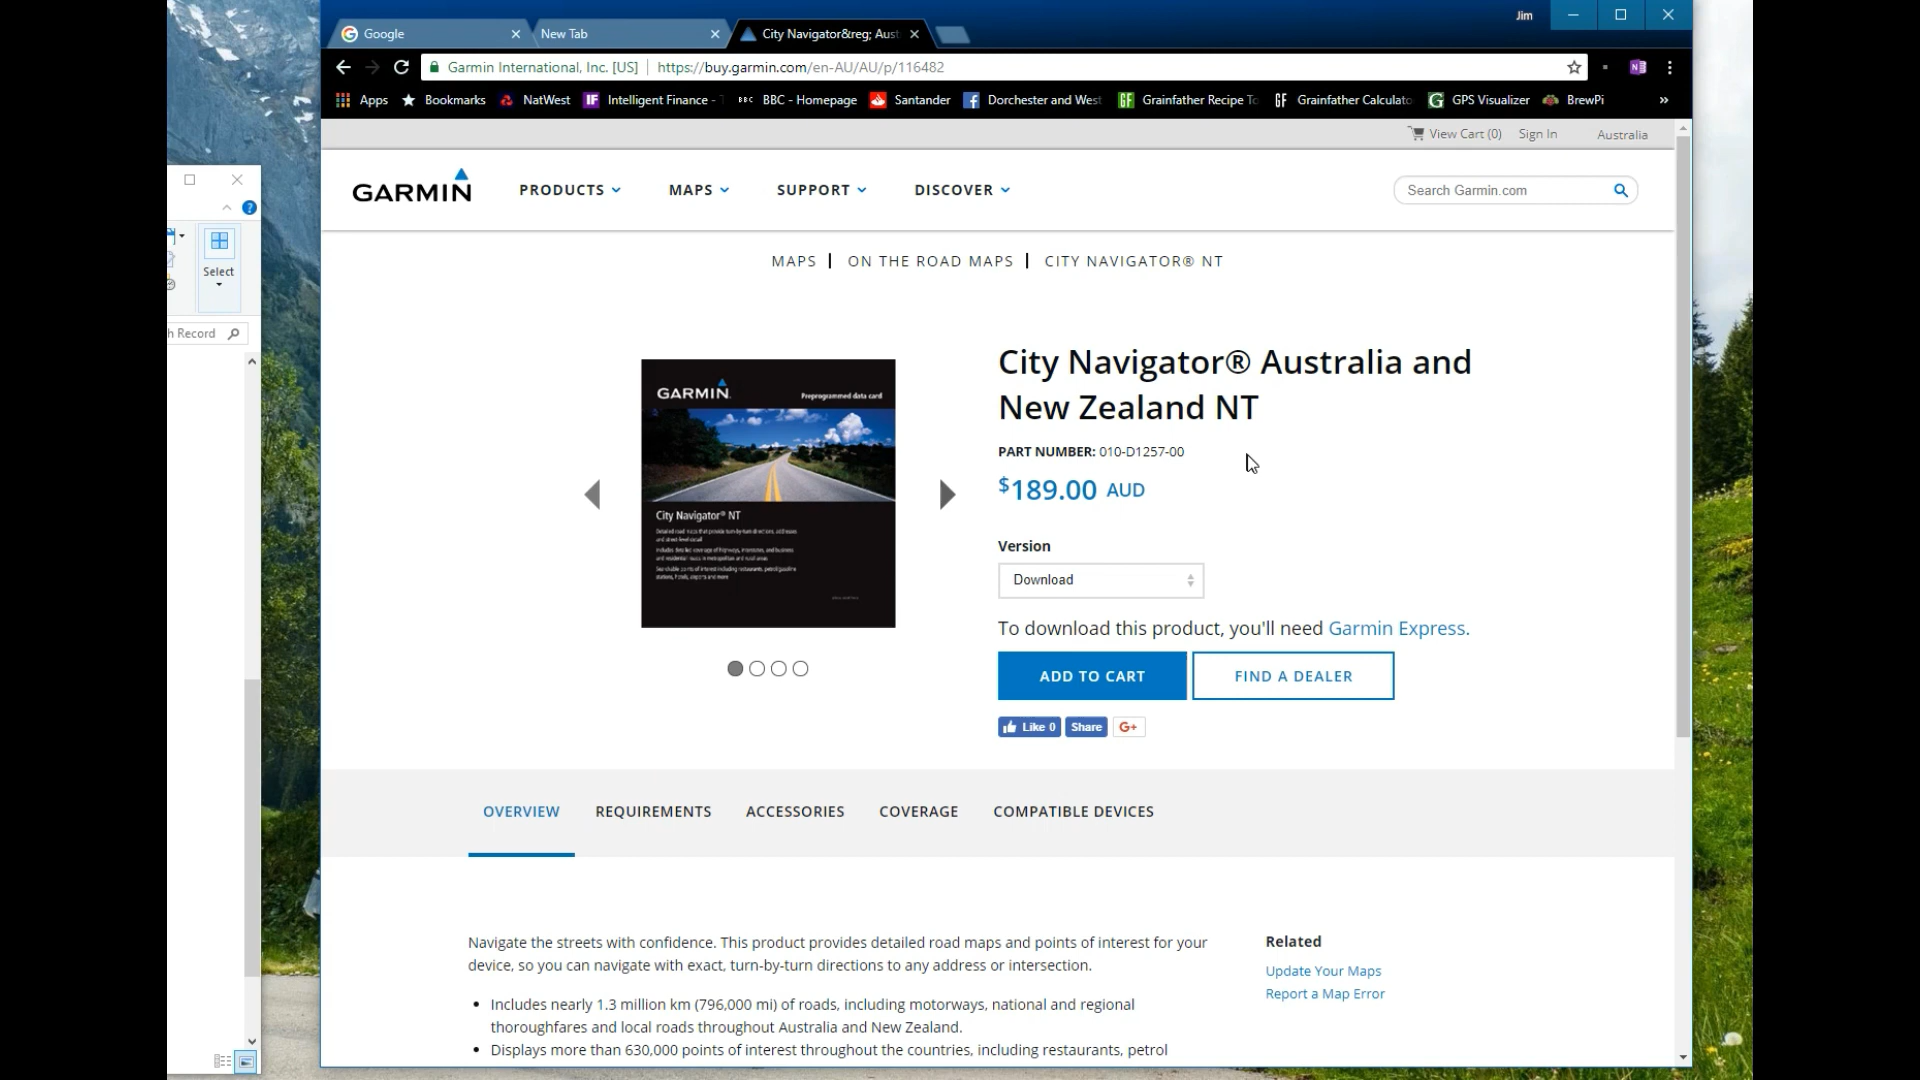 Jim
Google
New Tab
City Navigator&reg; Aust
Garmin International, Inc. [US]
https://buy.garmin.com/en-AU/AU/p/116482
Apps
Bookmarks
NatWest
Intelligent Finance -
BBC - Homepage
Santander
Dorchester and West
Grainfather Recipe To
Grainfather Calculato
GPS Visualizer
BrewPi
»
View Cart (0)
Sign In
Australia
GARMIN
PRODUCTS
MAPS
SUPPORT
DISCOVER
Search Garmin.com
Select
h Record
MAPS | ON THE ROAD MAPS | CITY NAVIGATOR® NT
GARMIN
Preprogrammed data card
City Navigator® NT
City Navigator® Australia and
New Zealand NT
PART NUMBER: 010-D1257-00
$189.00 AUD
Version
Download
To download this product, you'll need Garmin Express.
ADD TO CART
FIND A DEALER
Like 0
Share
G+
OVERVIEW
REQUIREMENTS
ACCESSORIES
COVERAGE
COMPATIBLE DEVICES
Navigate the streets with confidence. This product provides detailed road maps and points of interest for your
device, so you can navigate with exact, turn-by-turn directions to any address or intersection.
• Includes nearly 1.3 million km (796,000 mi) of roads, including motorways, national and regional
thoroughfares and local roads throughout Australia and New Zealand.
• Displays more than 630,000 points of interest throughout the countries, including restaurants, petrol
Related
Update Your Maps
Report a Map Error